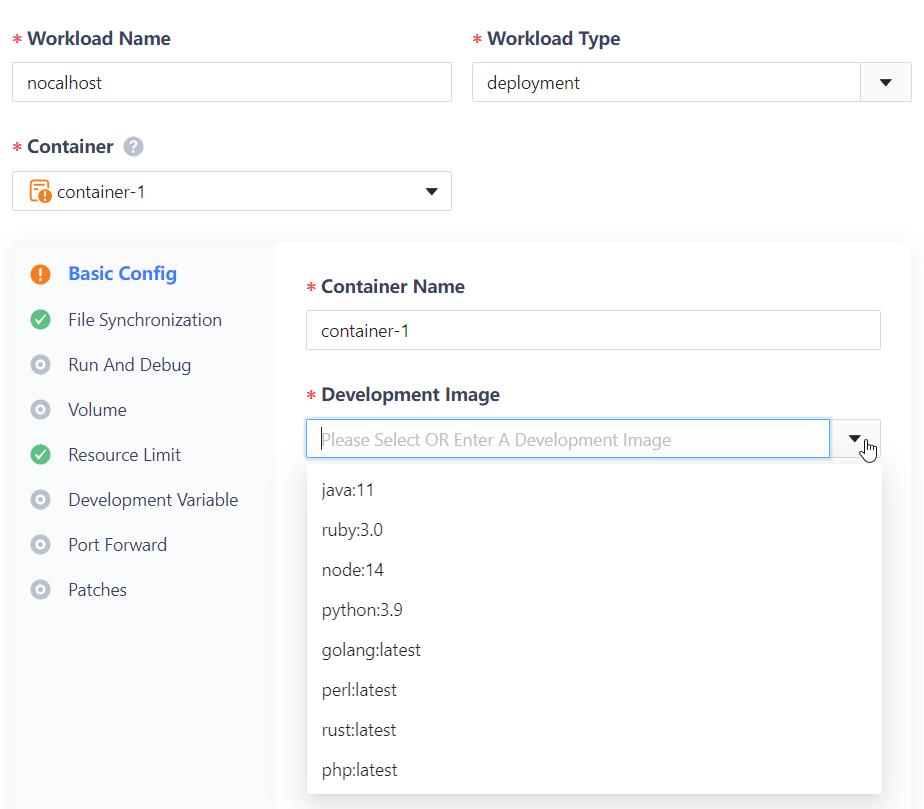 * Workload Name
nocalhost
* Workload Type
deployment
* Container ?
container-1
Basic Config
File Synchronization
Run And Debug
Volume
Resource Limit
Development Variable
Port Forward
Patches
* Container Name
container-1
* Development Image
Please Select OR Enter A Development Image
java:11
ruby:3.0
node:14
python:3.9
golang:latest
perl:latest
rust:latest
php:latest